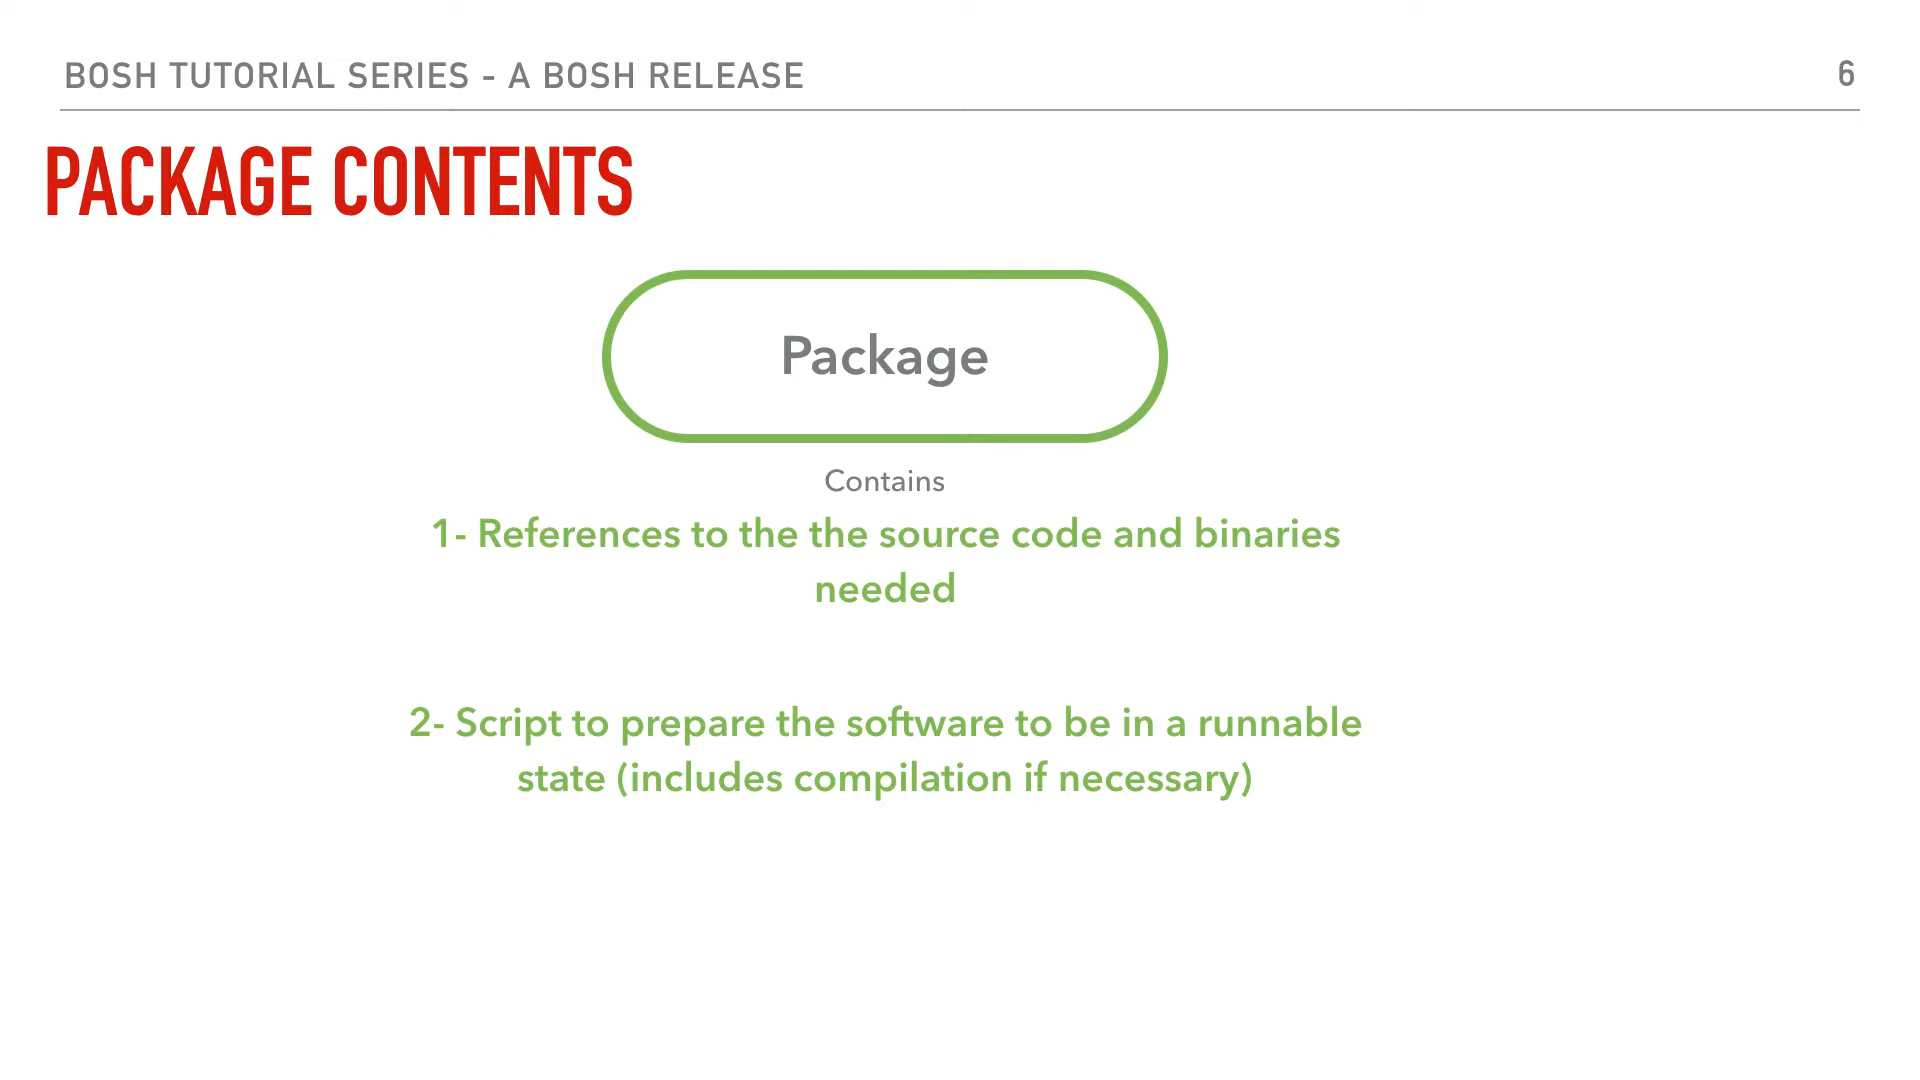 BOSH TUTORIAL SERIES - A BOSH RELEASE
6
PACKAGE CONTENTS
Package
Contains
1- References to the the source code and binaries
needed
2- Script to prepare the software to be in a runnable
state (includes compilation if necessary)